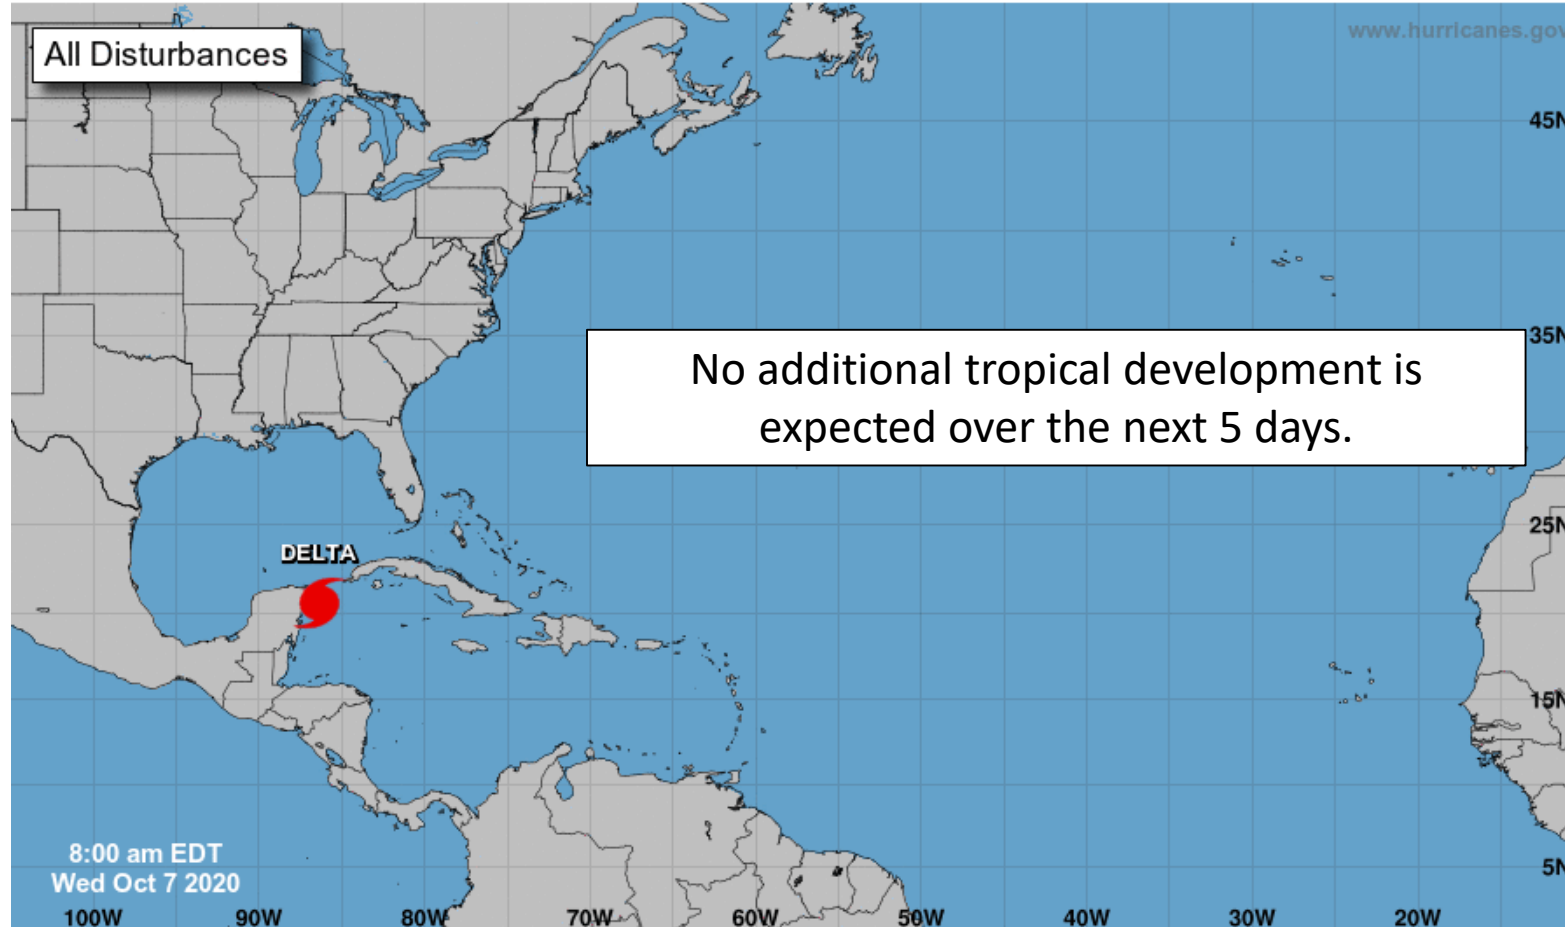 All Disturbances
www.hurricanes.gov
45N
35N
No additional tropical development is
expected over the next 5 days.
25N
DELTA
15N
8:00 am EDT
Wed Oct 7 2020
5N
100W 90W 80W 70W 60W 50W 40W 30W 20W